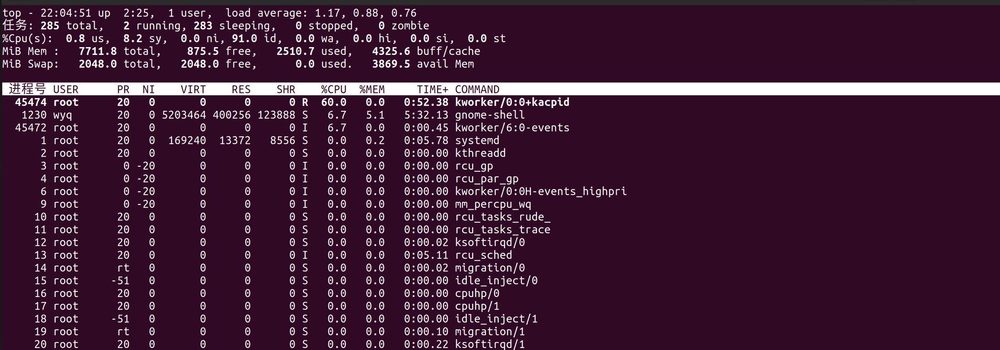 top - 22:04:51 up  2:25,  1 user,  load average: 1.17, 0.88, 0.76
任务: 285 total,   2 running, 283 sleeping,   0 stopped,   0 zombie
%Cpu(s):  0.8 us,  8.2 sy,  0.0 ni, 91.0 id,  0.0 wa,  0.0 hi,  0.0 si,  0.0 st
MiB Mem :   7711.8 total,    875.5 free,   2510.7 used,   4325.6 buff/cache
MiB Swap:   2048.0 total,   2048.0 free,      0.0 used.   3869.5 avail Mem
进程号 USER      PR  NI    VIRT    RES    SHR    %CPU  %MEM     TIME+ COMMAND
45474 root      20   0       0      0      0 R  60.0   0.0   0:52.38 kworker/0:0+kacpid
1230 wyq       20   0 5203464 400256 123888 S   6.7   5.1   5:32.13 gnome-shell
45472 root      20   0       0      0      0 I   6.7   0.0   0:00.45 kworker/6:0-events
1 root      20   0  169240  13372   8556 S   0.0   0.2   0:05.78 systemd
2 root      20   0       0      0      0 S   0.0   0.0   0:00.00 kthreadd
3 root       0 -20       0      0      0 I   0.0   0.0   0:00.00 rcu_gp
4 root       0 -20       0      0      0 I   0.0   0.0   0:00.00 rcu_par_gp
6 root       0 -20       0      0      0 I   0.0   0.0   0:00.00 kworker/0:0H-events_highpri
9 root       0 -20       0      0      0 I   0.0   0.0   0:00.00 mm_percpu_wq
10 root      20   0       0      0      0 S   0.0   0.0   0:00.00 rcu_tasks_rude_
11 root      20   0       0      0      0 S   0.0   0.0   0:00.00 rcu_tasks_trace
12 root      20   0       0      0      0 S   0.0   0.0   0:00.02 ksoftirqd/0
13 root      20   0       0      0      0 I   0.0   0.0   0:05.11 rcu_sched
14 root      rt   0       0      0      0 S   0.0   0.0   0:00.02 migration/0
15 root     -51   0       0      0      0 S   0.0   0.0   0:00.00 idle_inject/0
16 root      20   0       0      0      0 S   0.0   0.0   0:00.00 cpuhp/0
17 root      20   0       0      0      0 S   0.0   0.0   0:00.00 cpuhp/1
18 root     -51   0       0      0      0 S   0.0   0.0   0:00.00 idle_inject/1
19 root      rt   0       0      0      0 S   0.0   0.0   0:00.10 migration/1
20 root      20   0       0      0      0 S   0.0   0.0   0:00.22 ksoftirqd/1